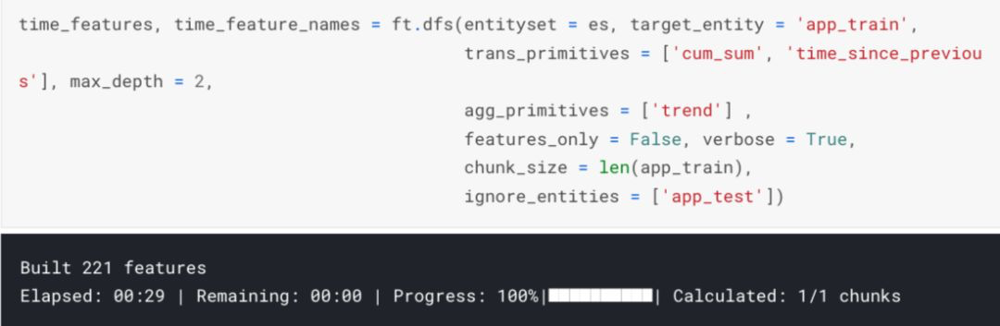 time_features, time_feature_names = ft.dfs(entityset = es, target_entity = 'app_train',
trans_primitives = ['cum_sum', 'time_since_previou
s'], max_depth = 2,
agg_primitives = ['trend'] ,
features_only = False, verbose = True,
chunk_size = len(app_train),
ignore_entities = ['app_test'])
Built 221 features
Elapsed: 00:29 | Remaining: 00:00 | Progress: 100%|██████████| Calculated: 1/1 chunks